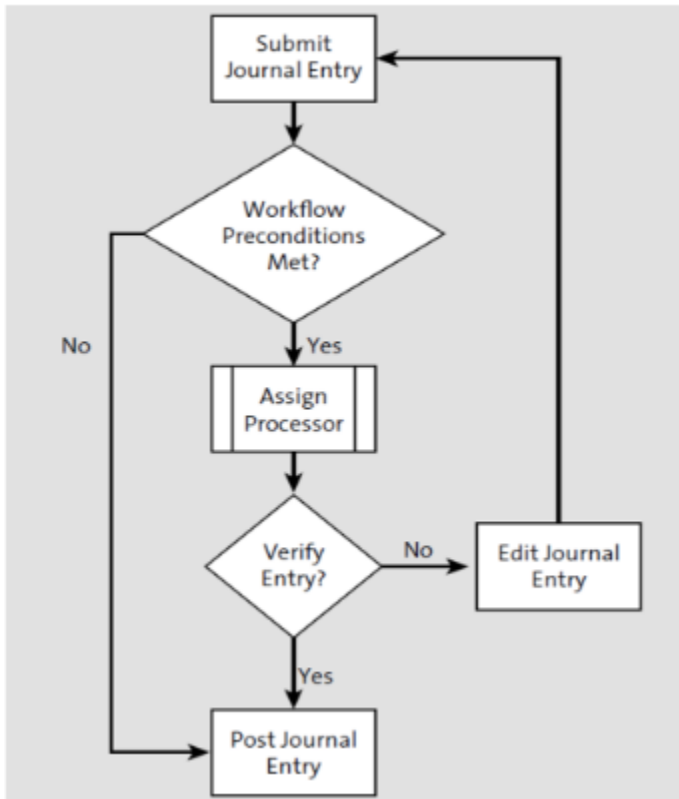 Submit
Journal Entry
Workflow
Preconditions
Met?
No
Yes
Assign
Processor
Verify
Entry?
No
Edit Journal
Entry
Yes
Post Journal
Entry